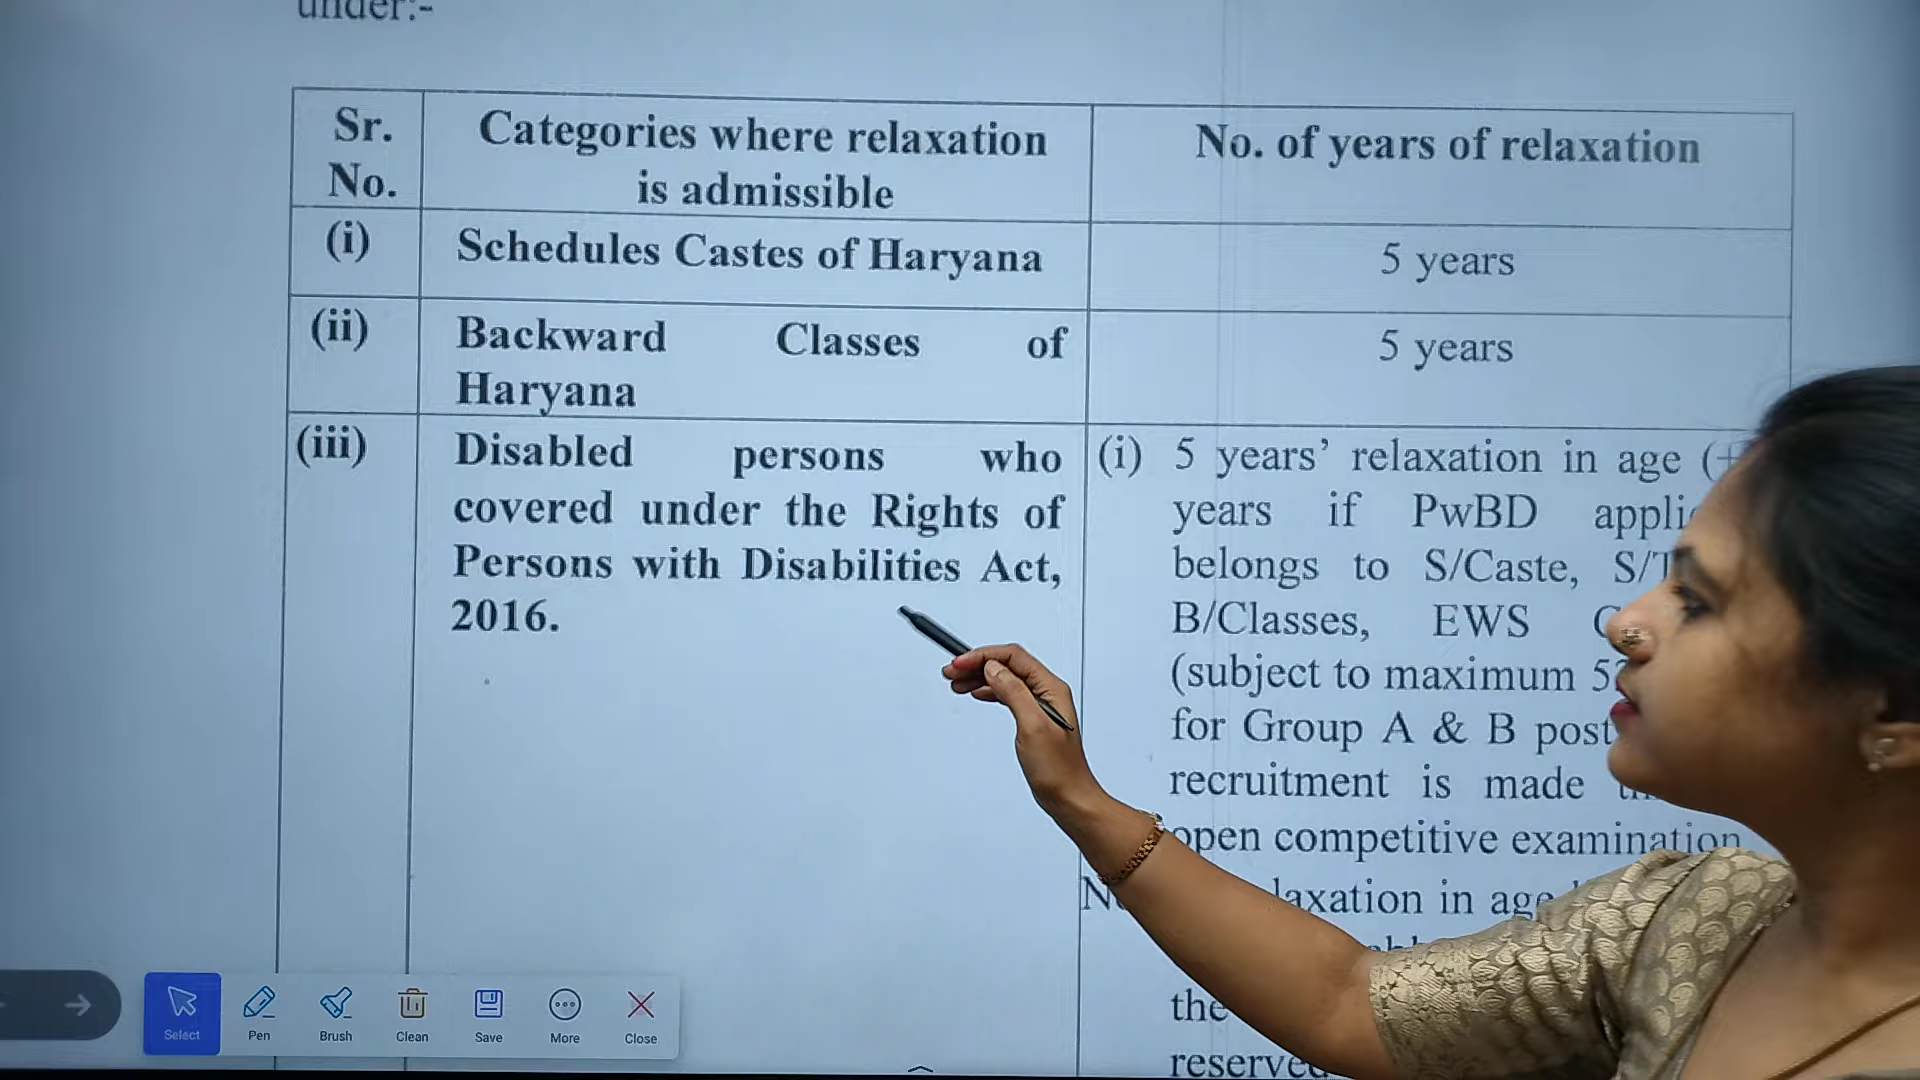 under:-
Sr. No.
Categories where relaxation is admissible
No. of years of relaxation
(i)
Schedules Castes of Haryana
5 years
(ii)
Backward Classes of
Haryana
5 years
(iii)
Disabled persons who
covered under the Rights of
Persons with Disabilities Act,
2016.
(i) 5 years’ relaxation in age
years if PwBD
belongs to S/Caste,
B/Classes, EWS
(subject to maximum
for Group A & B
recruitment is made
open competitive examination
in age
the
Select
Pen
Brush
Clean
Save
More
Close